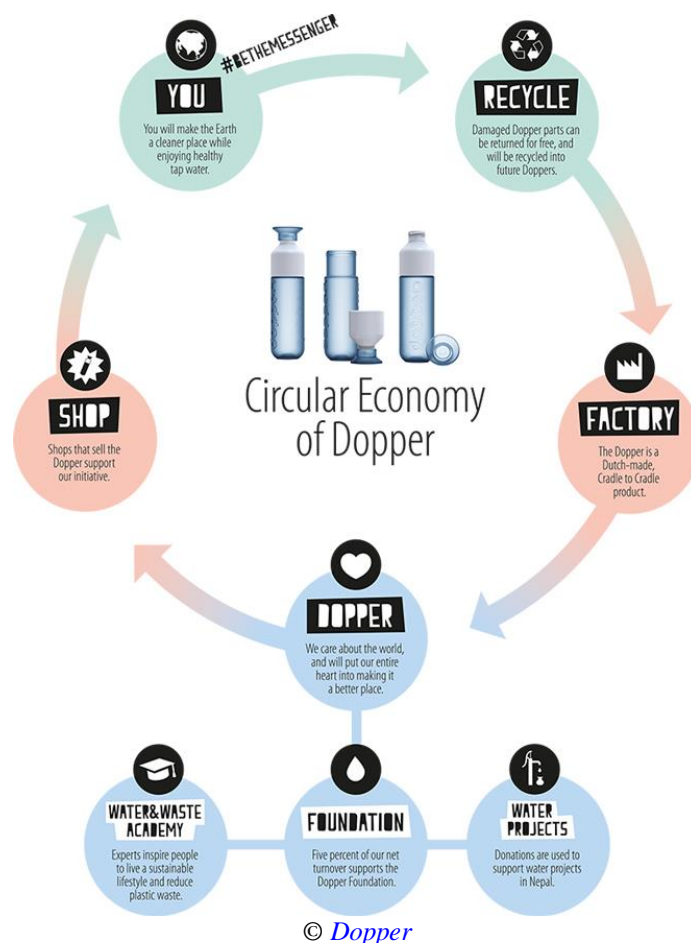 #BETHEMESSENGER
YOU
You will make the Earth
a cleaner place while
enjoying healthy
tap water.
RECYCLE
Damaged Dopper parts can
be returned for free, and
will be recycled into
future Doppers.
Circular Economy
of Dopper
SHOP
Shops that sell the
Dopper support
our initiative.
FACTORY
The Dopper is a
Dutch-made,
Cradle to Cradle
product.
DOPPER
We care about the world,
and will put our entire
heart into making it
a better place.
WATER&WASTE
ACADEMY
Experts inspire people
to live a sustainable
lifestyle and reduce
plastic waste.
FOUNDATION
Five percent of our net
turnover supports the
Dopper Foundation.
WATER
PROJECTS
Donations are used to
support water projects
in Nepal.
© Dopper